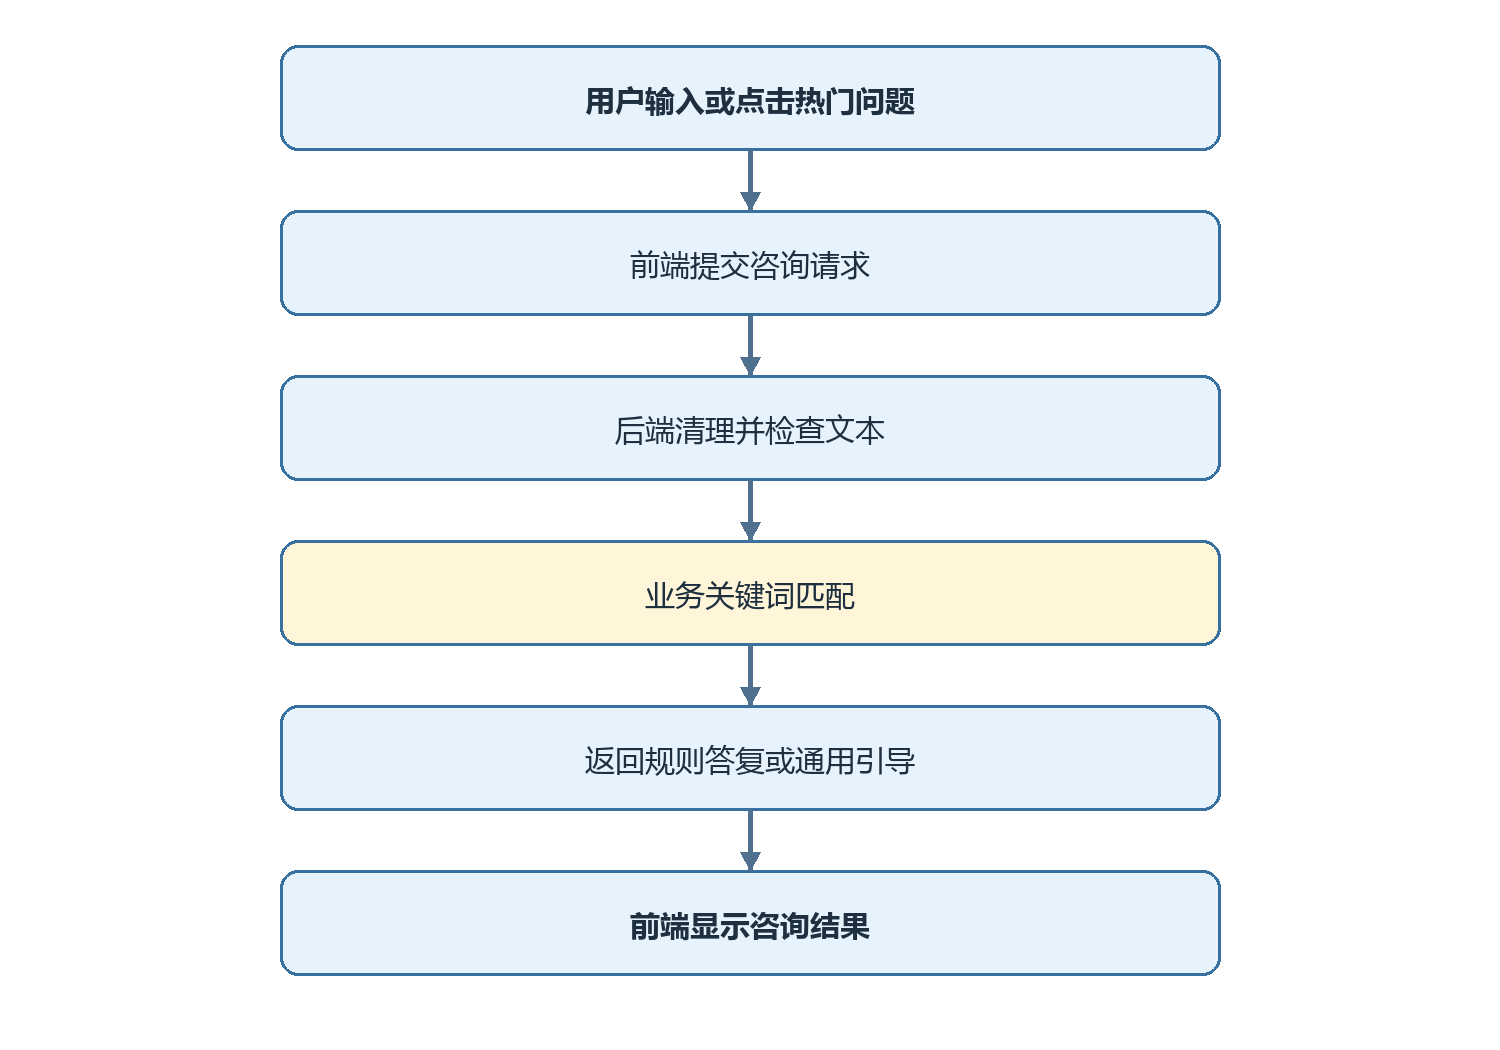 用户输入或点击热门问题
前端提交咨询请求
后端清理并检查文本
业务关键词匹配
返回规则答复或通用引导
前端显示咨询结果